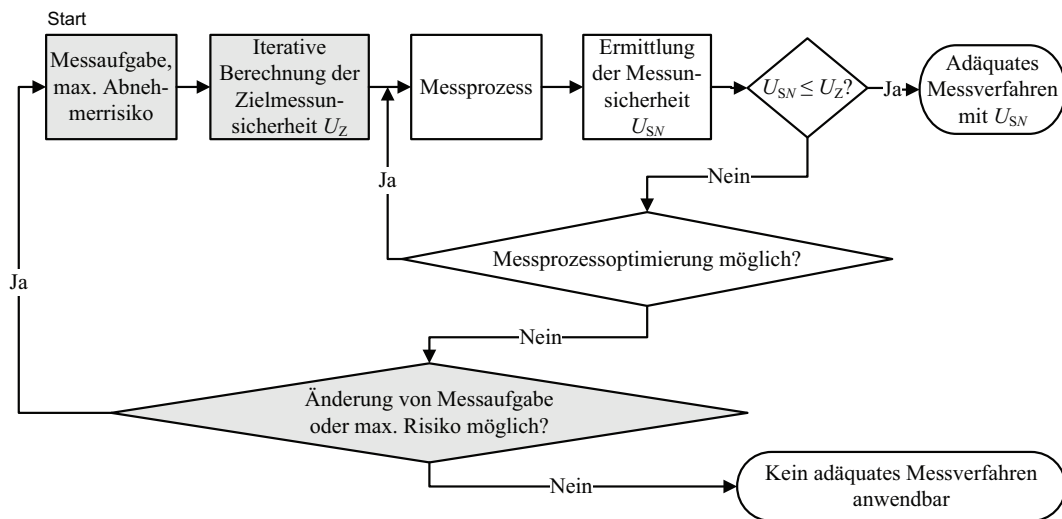 Start
Messaufgabe,
max. Abneh-
merrisiko
Iterative
Berechnung der
Zielmessun-
sicherheit U_Z
Messprozess
Ermittlung
der Messun-
sicherheit
U_SN
U_SN ≤ U_Z?
Ja
Adäquates
Messverfahren
mit U_SN
Nein
Ja
Messprozessoptimierung möglich?
Ja
Nein
Änderung von Messaufgabe
oder max. Risiko möglich?
Nein
Kein adäquates Messverfahren
anwendbar